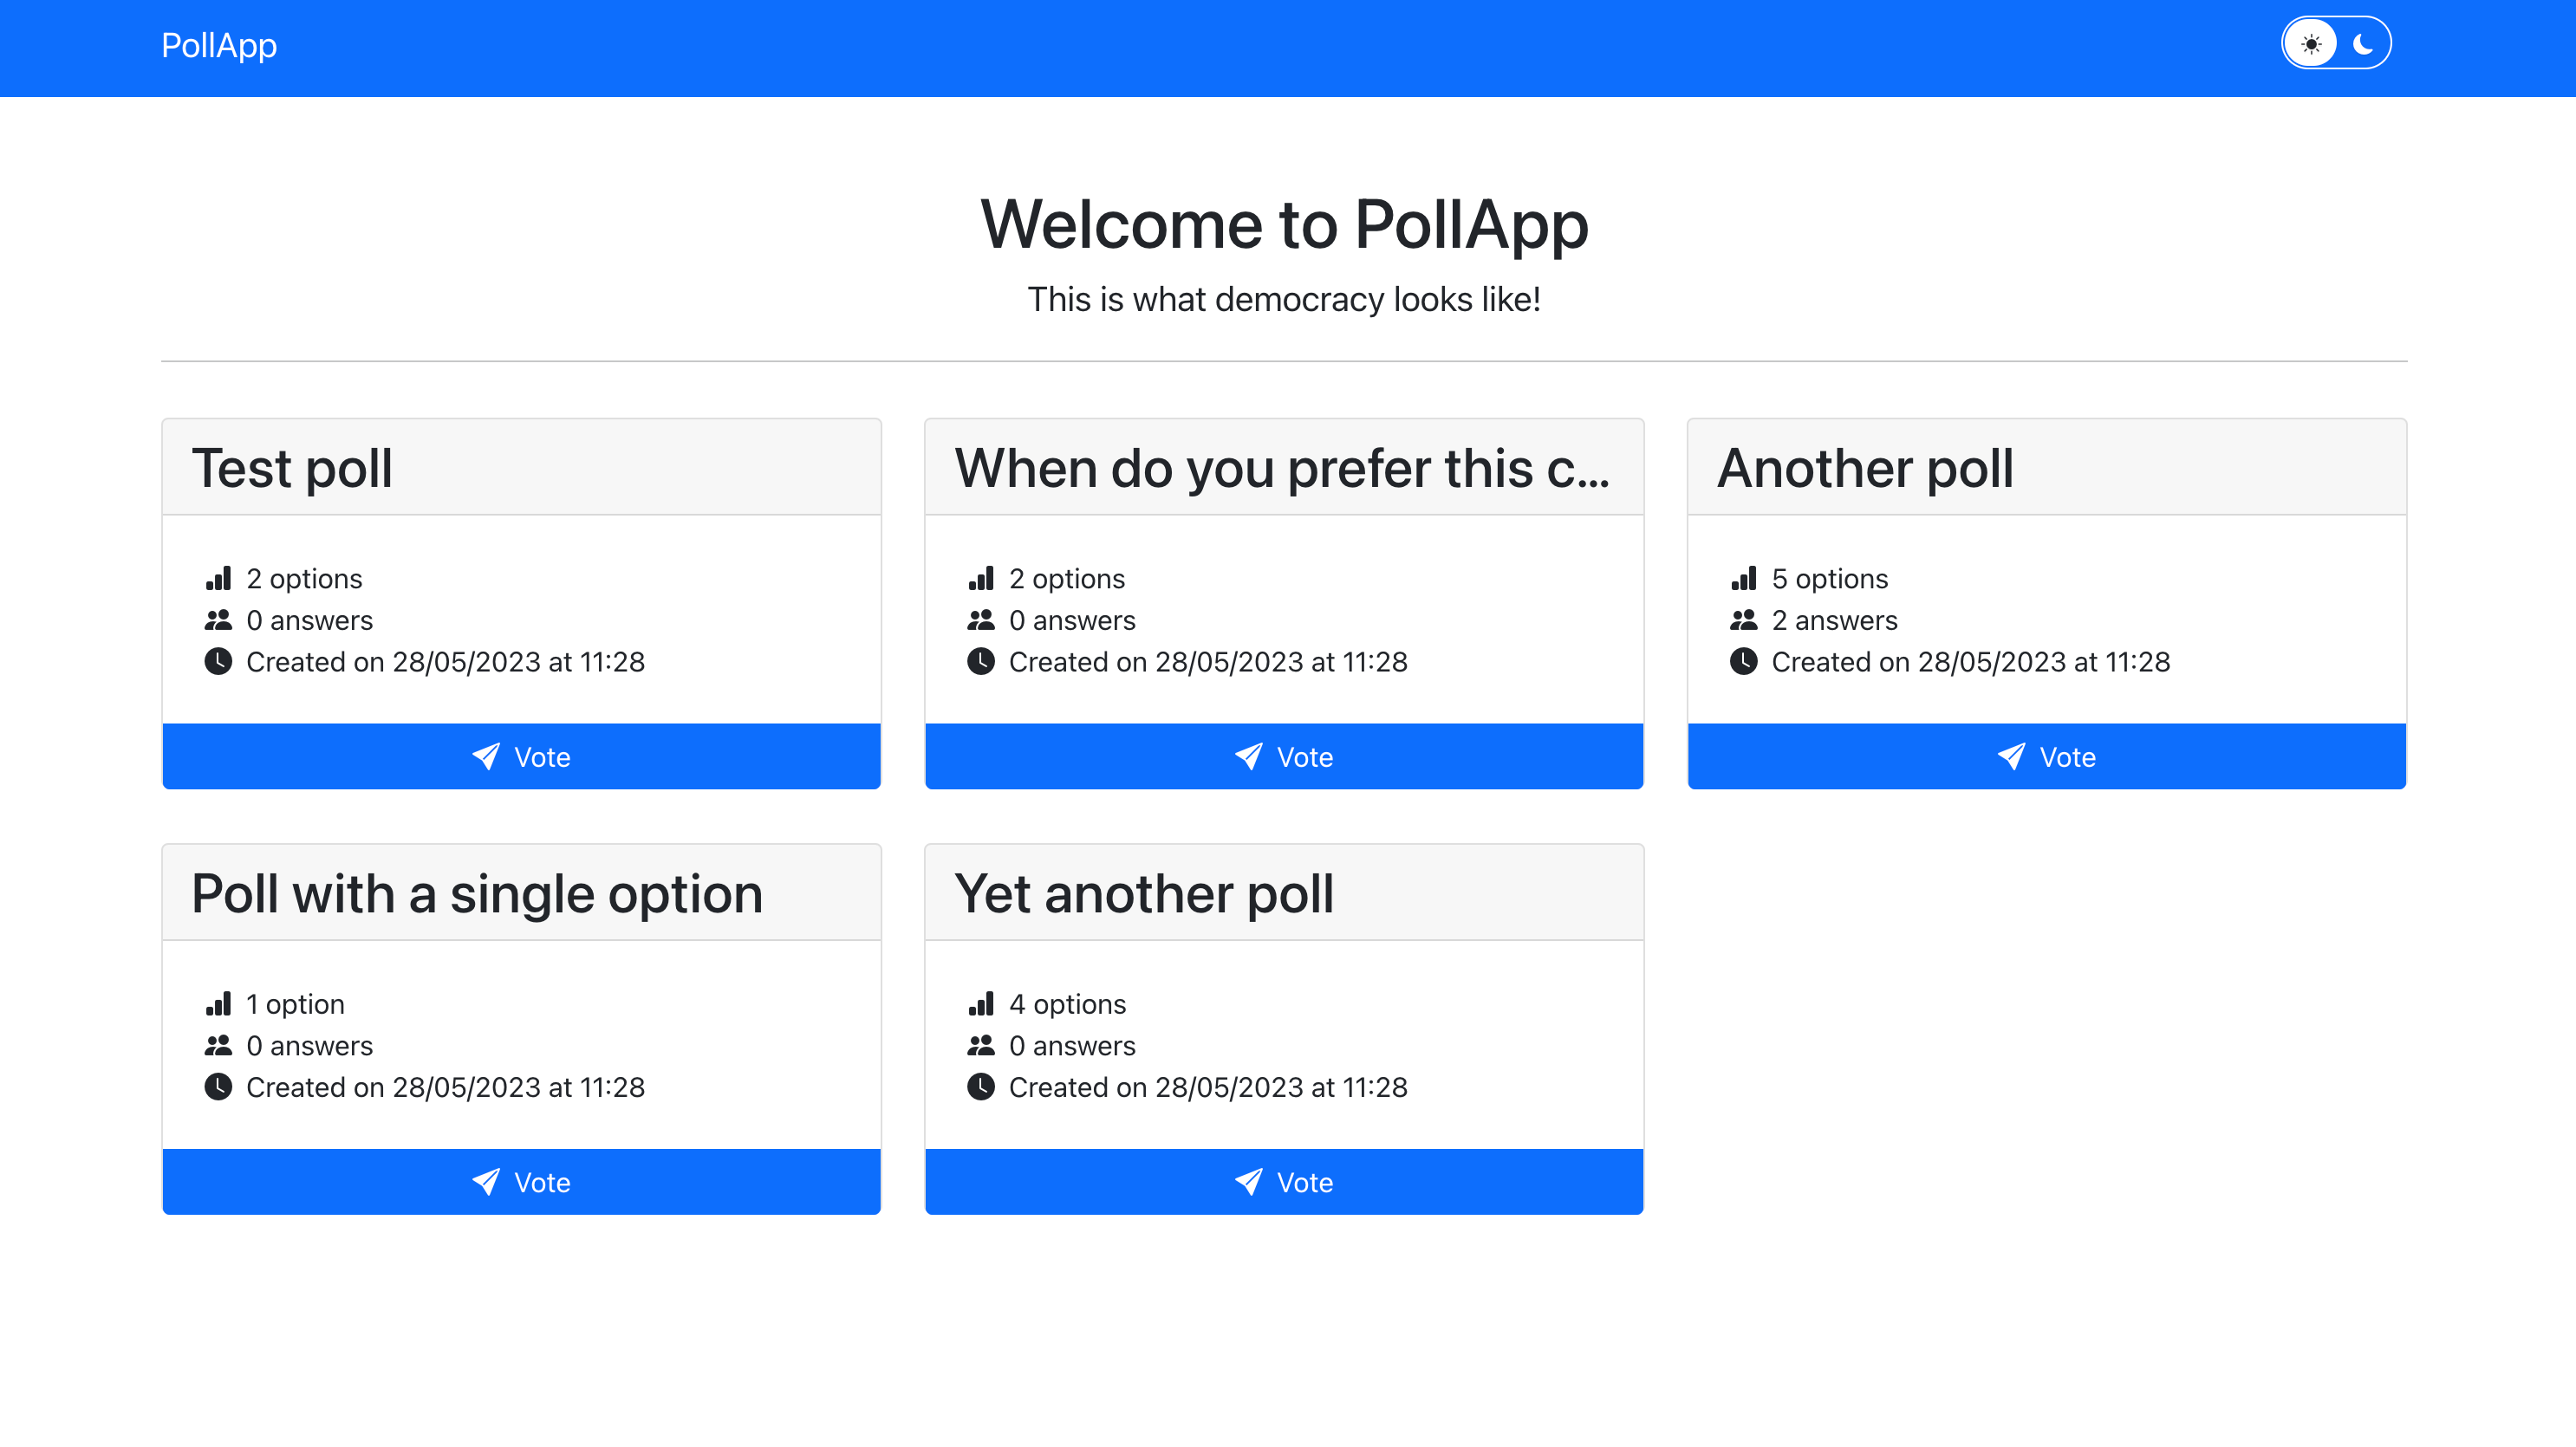 PollApp
Welcome to PollApp
This is what democracy looks like!
Test poll
2 options
0 answers
Created on 28/05/2023 at 11:28
Vote
When do you prefer this c...
2 options
0 answers
Created on 28/05/2023 at 11:28
Vote
Another poll
5 options
2 answers
Created on 28/05/2023 at 11:28
Vote
Poll with a single option
1 option
0 answers
Created on 28/05/2023 at 11:28
Vote
Yet another poll
4 options
0 answers
Created on 28/05/2023 at 11:28
Vote